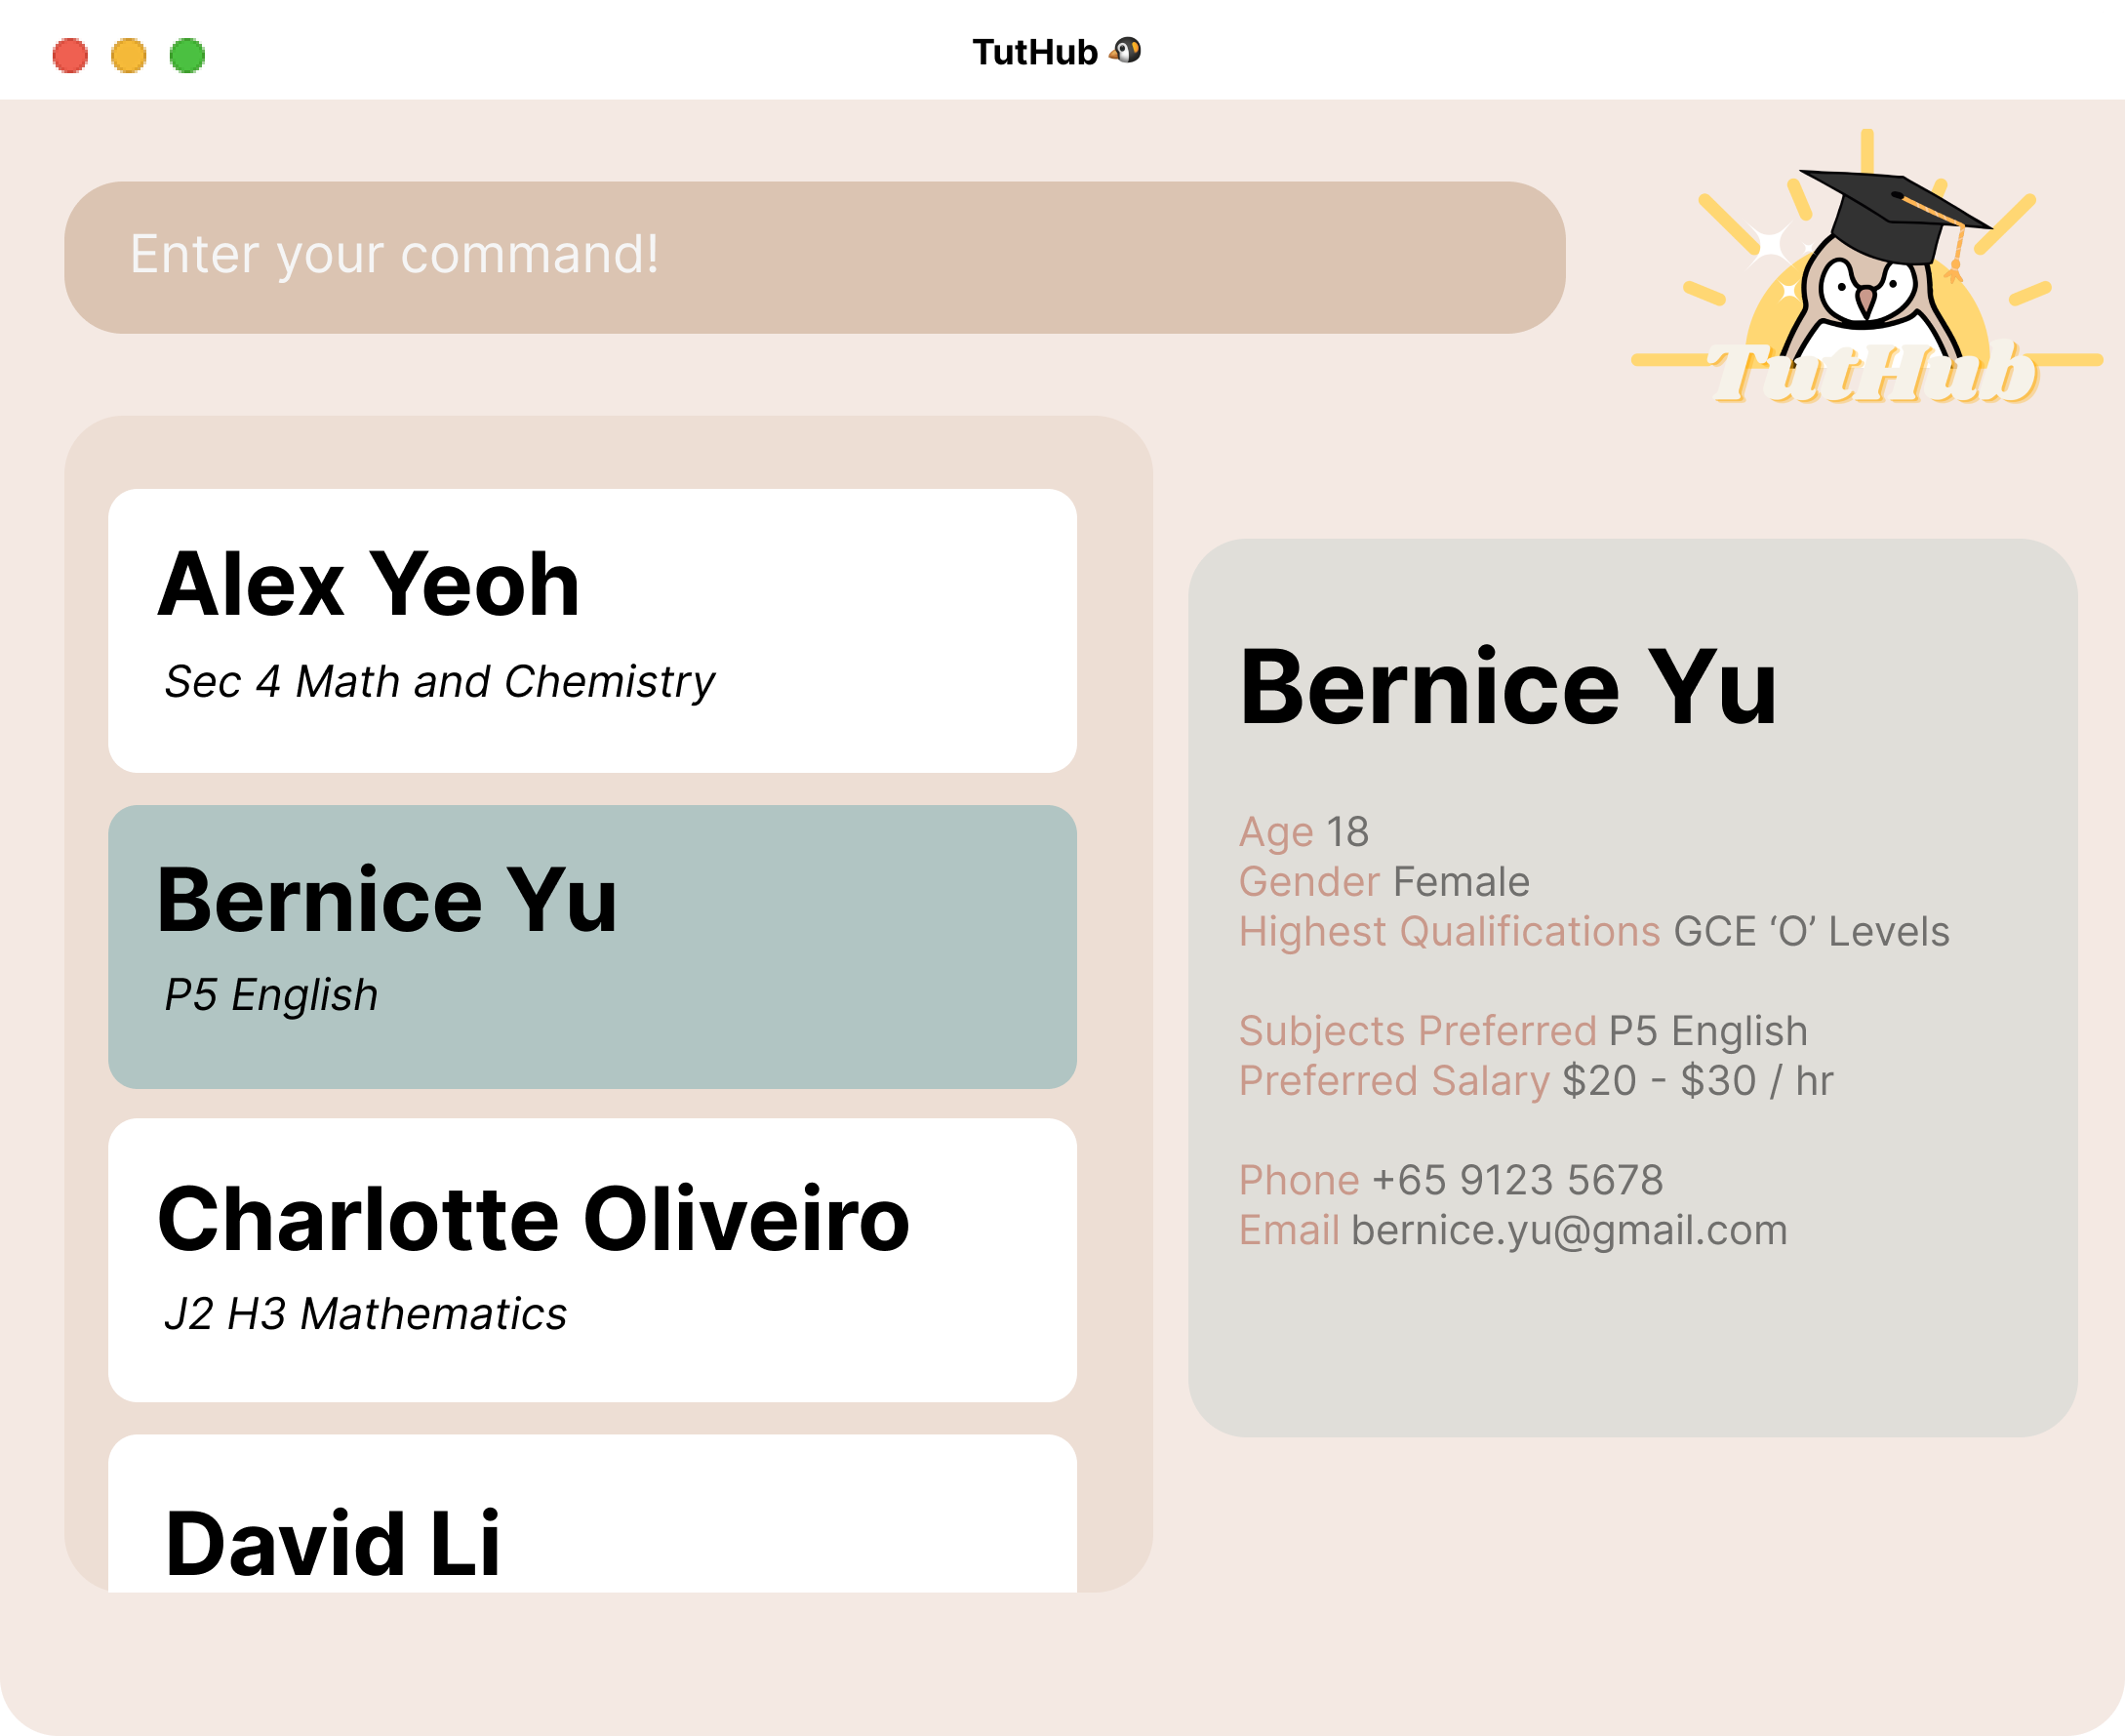 TutHub 🐧
Enter your command!
TutHub
Alex Yeoh
Sec 4 Math and Chemistry
Bernice Yu
P5 English
Charlotte Oliveiro
J2 H3 Mathematics
David Li
Bernice Yu
Age 18
Gender Female
Highest Qualifications GCE ‘O’ Levels
Subjects Preferred P5 English
Preferred Salary $20 - $30 / hr
Phone +65 9123 5678
Email bernice.yu@gmail.com